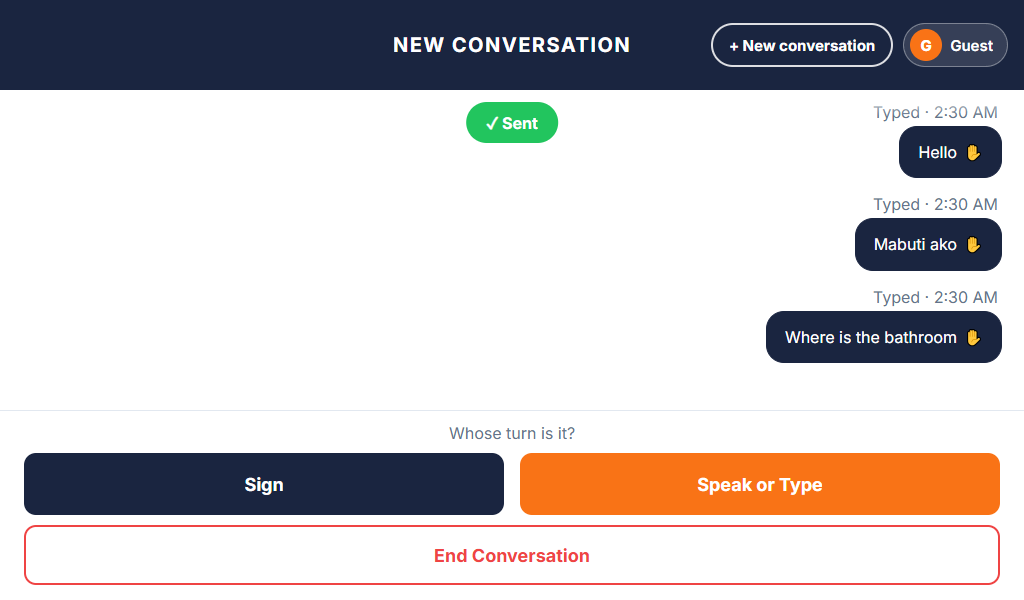 NEW CONVERSATION
+ New conversation
G Guest
✓ Sent
Typed · 2:30 AM
Hello ✋
Typed · 2:30 AM
Mabuti ako ✋
Typed · 2:30 AM
Where is the bathroom ✋
Whose turn is it?
Sign
Speak or Type
End Conversation